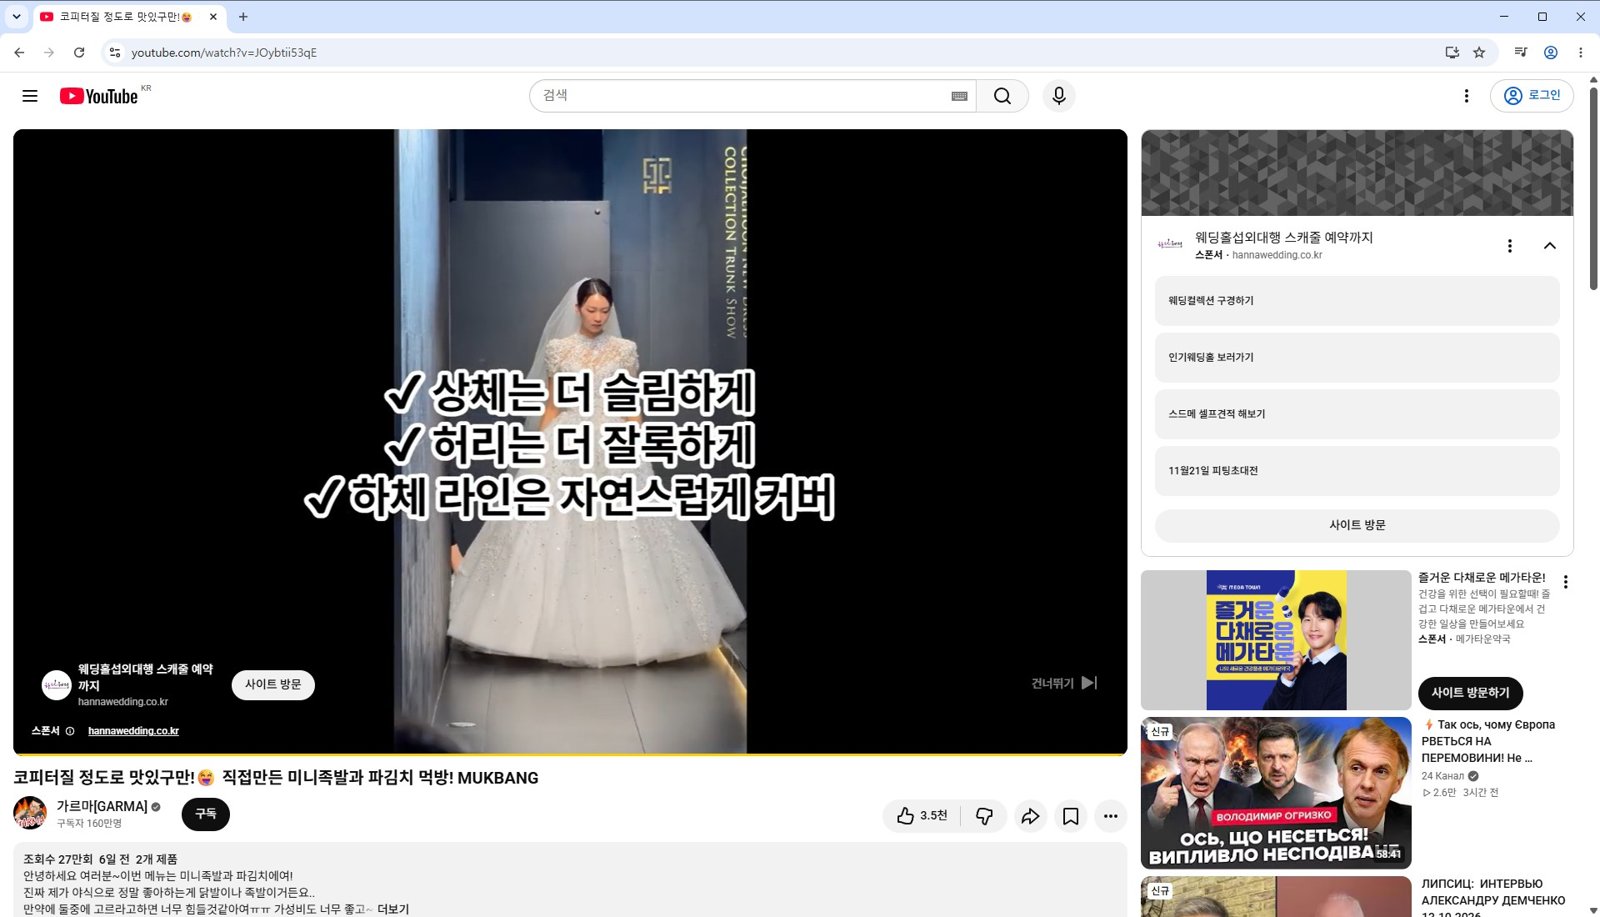 코피터질 정도로 맛있구만!😝
youtube.com/watch?v=JOybtii53qE
YouTube KR
검색
로그인
COLLECTION TRUNK SHOW
✓ 상체는 더 슬림하게
✓ 허리는 더 잘록하게
✓ 하체 라인은 자연스럽게 커버
웨딩홀섭외대행 스캐줄 예약
까지
hannawedding.co.kr
사이트 방문
건너뛰기
스폰서
hannawedding.co.kr
코피터질 정도로 맛있구만!😝 직접만든 미니족발과 파김치 먹방! MUKBANG
가르마[GARMA]
구독자 160만명
구독
3.5천
조회수 27만회 6일 전 2개 제품
안녕하세요 여러분~이번 메뉴는 미니족발과 파김치에여!
진짜 제가 야식으로 정말 좋아하는게 닭발이나 족발이거든요..
만약에 둘중에 고르라고하면 너무 힘들것같아여ㅠㅠ 가성비도 너무 좋고~ 더보기
웨딩홀섭외대행 스캐줄 예약까지
스폰서 · hannawedding.co.kr
웨딩컬렉션 구경하기
인기웨딩홀 보러가기
스드메 셀프견적 해보기
11월21일 피팅초대전
사이트 방문
MEGA TOWN
즐거운
다채로운
메가타운
즐거운 다채로운 메가타운!
건강을 위한 선택이 필요할때! 즐
겁고 다채로운 메가타운에서 건
강한 일상을 만들어보세요
스폰서 · 메가타운약국
사이트 방문하기
신규
ВОЛОДИМИР ОГРИЗКО
ОСЬ, ЩО НЕСЕТЬСЯ!
ВИПЛИВЛО НЕСПОДІВАНЕ
58:41
⚡ Так ось, чому Європа
РВЕТЬСЯ НА
ПЕРЕМОВИНИ! Не ...
24 Канал
2.6만 3시간 전
신규
ЛИПСИЦ: ИНТЕРВЬЮ
АЛЕКСАНДРУ ДЕМЧЕНКО
12.10.2026